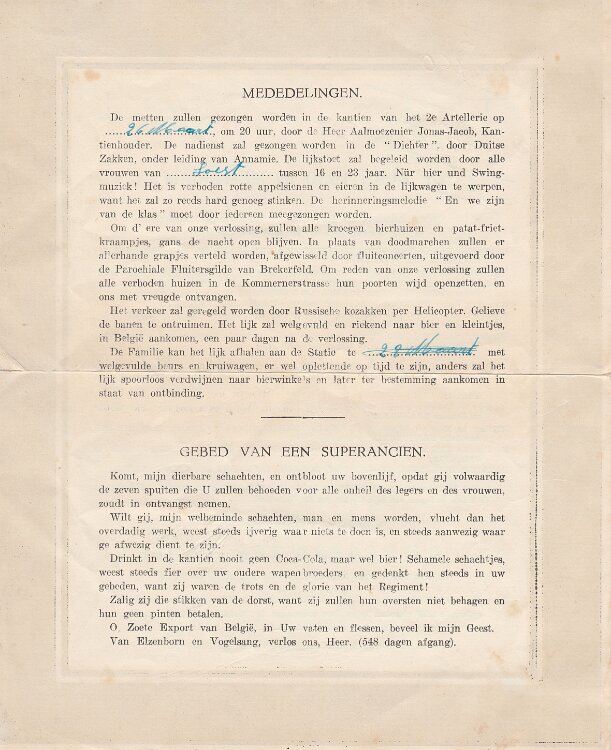 MEDEDELINGEN.
De metten zullen gezongen worden in de kantien van het 2e Artellerie op
......26 Maart.., om 20 uur, door de Heer Aalmoezenier Jonas-Jacob, Kan-
tienhouder. De nadienst zal gezongen worden in de “ Dichter ”, door Duitse
Zakken, onder leiding van Annamie. De lijkstoet zal begeleid worden door alle
vrouwen van ........Soest......... tussen 16 en 23 jaar. Nür bier und Swing-
muziek! Het is verboden rotte appelsienen en eieren in de lijkwagen te werpen,
want het zal zo reeds hard genoeg stinken. De herinneringsmelodie “ En we zijn
van de klas ” moet door iedereen meegezongen worden.
Om d' ere van onze verlossing, zullen alle kroegen, bierhuizen en patat-friet-
kraampjes, gans de nacht open blijven. In plaats van doodmarchen zullen er
allerhande grapjes verteld worden, afgewisseld door fluitconcerten, uitgevoerd door
de Parochiale Fluitersgilde van Brekerfeld. Om reden van onze verlossing zullen
alle verboden huizen in de Kommernerstrasse hun poorten wijd openzetten, en
ons met vreugde ontvangen.
Het verkeer zal geregeld worden door Russische kozakken per Helicopter. Gelieve
de banen te ontruimen. Het lijk zal welgevuld en riekend naar bier en kleintjes,
in België aankomen, een paar dagen na de verlossing.
De Familie kan het lijk afhalen aan de Statie te ...22 Maart met
welgevulde beurs en kruiwagen, er wel oplettende op tijd te zijn, anders zal het
lijk spoorloos verdwijnen naar bierwinkels en later ter bestemming aankomen in
staat van ontbinding.
GEBED VAN EEN SUPERANCIEN.
Komt, mijn dierbare schachten, en ontbloot uw bovenlijf, opdat gij volwaardig
de zeven spuiten die U zullen behoeden voor alle onheil des legers en des vrouwen,
zoudt in ontvangst nemen.
Wilt gij, mijn welbeminde schachten, man en mens worden, vlucht dan het
overdadig werk, weest steeds ijverig waar niets te doen is, en steeds aanwezig waar
ge afwezig dient te zijn.
Drinkt in de kantien nooit geen Coca-Cola, maar wel bier! Schamele schachtjes,
weest steeds fier over uw oudere wapenbroeders, en gedenkt hen steeds in uw
gebeden, want zij waren de trots en de glorie van het Regiment!
Zalig zij die stikken van de dorst, want zij zullen hun oversten niet behagen en
hun geen pinten betalen.
O. Zoete Export van België, in Uw vaten en flessen, beveel ik mijn Geest.
Van Elzenborn en Vogelsang, verlos ons, Heer. (548 dagen afgang).